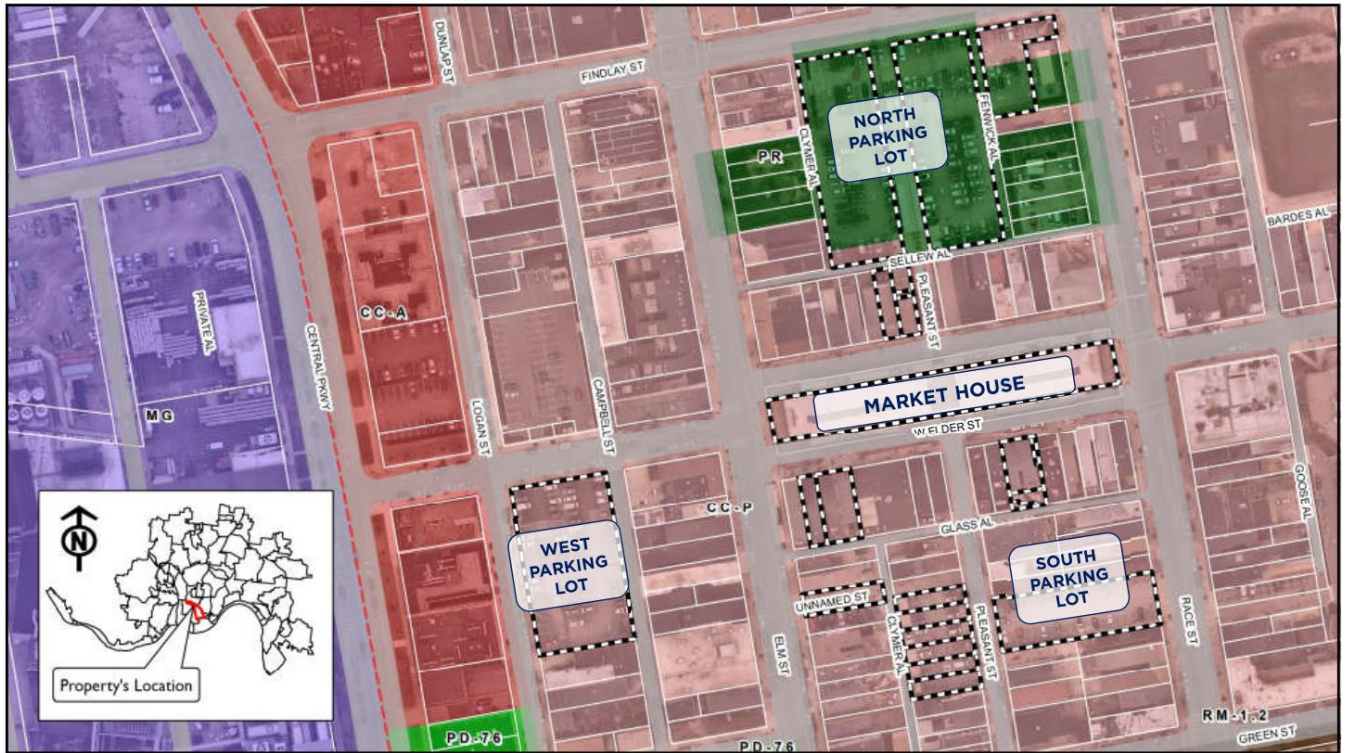 DUNLAP ST
FINDLAY ST
CLYMER AL
NORTH
PARKING
LOT
FENWICK AL
PR
BARDES AL
SELLEW AL
PLEASANT ST
PRIVATE AL
CENTRAL PKWY
CC-A
LOGAN ST
CAMPBELL ST
MARKET HOUSE
W ELDER ST
MG
GOOSE AL
CC-P
GLASS AL
N
WEST
PARKING
LOT
SOUTH
PARKING
LOT
UNNAMED ST
CLYMER AL
PLEASANT ST
ELM ST
RACE ST
Property's Location
PD-76
PD-76
RM-1.2
GREEN ST